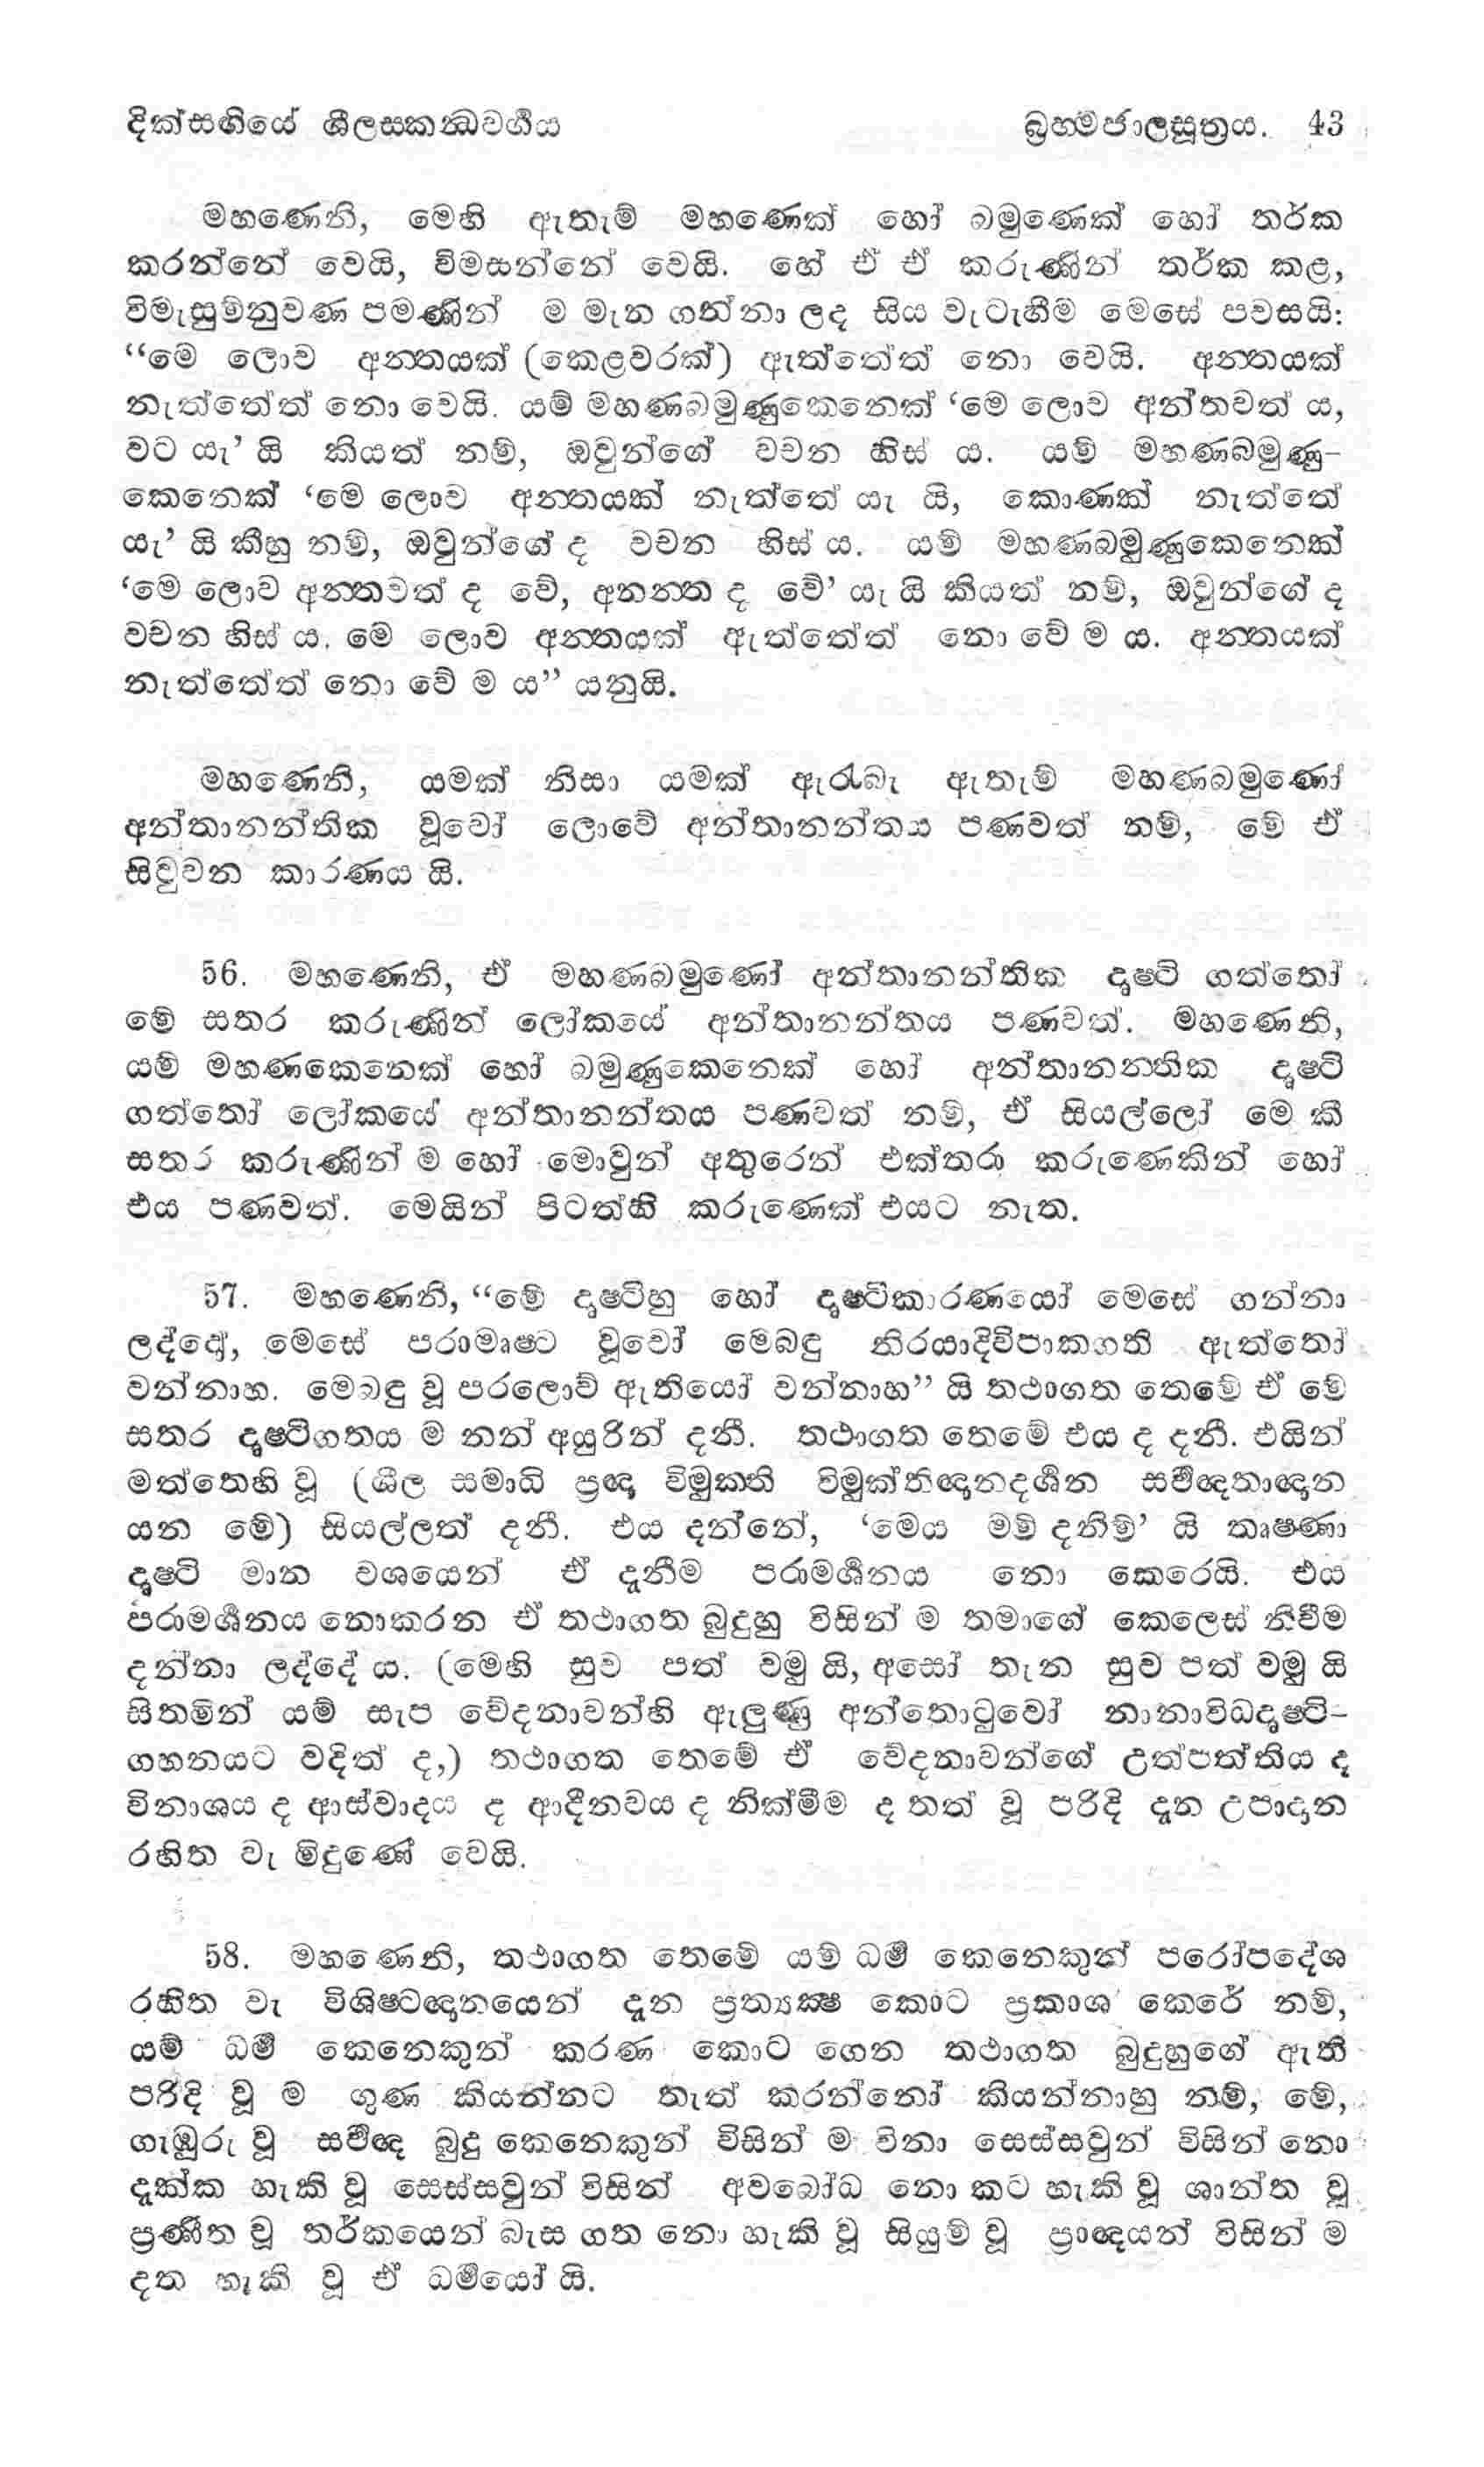 දික්සඟියේ ශීලස්කන්ධවර්ගය බ්‍රහ්මජාලසූත්‍රය. 43
මහණෙනි, මෙහි ඇතැම් මහණෙක් හෝ බමුණෙක් හෝ තර්ක
කරන්නේ වෙයි, විමසන්නේ වෙයි. හේ ඒ ඒ කරුණින් තර්ක කළ,
විමැසුම්නුවණ පමණින් ම මැන ගන්නා ලද සිය වැටැහීම මෙසේ පවසයි:
“මේ ලොව අන්තයක් (කෙළවරක්) ඇත්තේත් නො වෙයි. අන්තයක්
නැත්තේත් නො වෙයි. යම් මහණබමුණුකෙනෙක් ‘මේ ලොව අන්තවත් ය,
වට යැ’ යි කියත් නම්, ඔවුන්ගේ වචන හිස් ය. යම් මහණබමුණු-
කෙනෙක් ‘මේ ලොව අන්තයක් නැත්තේ යැ යි, කොණක් නැත්තේ
යැ’ යි කීහු නම්, ඔවුන්ගේ ද වචන හිස් ය. යම් මහණබමුණුකෙනෙක්
‘මේ ලොව අන්තවත් ද වේ, අනන්ත ද වේ’ යැ යි කියත් නම්, ඔවුන්ගේ ද
වචන හිස් ය. මේ ලොව අන්තයක් ඇත්තේත් නො වේ ම ය. අන්තයක්
නැත්තේත් නො වේ ම ය” යනුයි.
මහණෙනි, යමක් නිසා යමක් ඇරැබැ ඇතැම් මහණබමුණෝ
අන්තානන්තික වූවෝ ලොවේ අන්තානන්තය පණවත් නම්, මේ ඒ
සිවුවන කාරණය යි.
56. මහණෙනි, ඒ මහණබමුණෝ අන්තානන්තික දෘෂ්ටි ගත්තෝ
මේ සතර කරුණින් ලෝකයේ අන්තානන්තය පණවත්. මහණෙනි,
යම් මහණකෙනෙක් හෝ බමුණුකෙනෙක් හෝ අන්තානන්තික දෘෂ්ටි
ගත්තෝ ලෝකයේ අන්තානන්තය පණවත් නම්, ඒ සියල්ලෝ මේ කී
සතර කරුණින් ම හෝ මොවුන් අතුරෙන් එක්තරා කරුණෙකින් හෝ
එය පණවත්. මෙයින් පිටත්හි කරුණෙක් එයට නැත.
57. මහණෙනි, “මේ දෘෂ්ටිහු හෝ දෘෂ්ටිකාරණයෝ මෙසේ ගන්නා
ලද්දෝ, මෙසේ පරාමෘෂ්ට වූවෝ මෙබඳු නිරයාදිවිපාකගති ඇත්තෝ
වන්නාහ. මෙබඳු වූ පරලොව් ඇතියෝ වන්නාහ” යි තථාගත තෙමේ ඒ මේ
සතර දෘෂ්ටිගතය ම නන් අයුරින් දනී. තථාගත තෙමේ එය ද දනී. එයින්
මත්තෙහි වූ (ශීල සමාධි ප්‍රඥා විමුක්ති විමුක්තිඥානදර්ශන සර්වඥතාඥාන
යන මේ) සියල්ලත් දනී. එය දන්නේ, ‘මෙය මම් දනිමි’ යි තෘෂ්ණා
දෘෂ්ටි මාන වශයෙන් ඒ දැනීම පරාමර්ශනය නො කෙරෙයි. එය
පරාමර්ශනය නොකරන ඒ තථාගත බුදුහු විසින් ම තමාගේ කෙලෙස් නිවීම
දන්නා ලද්දේ ය. (මෙහි සුව පත් වමු යි, අසෝ තැන සුව පත් වමු යි
සිතමින් යම් සැප වේදනාවන්හි ඇලුණු අන්තොටුවෝ නානාවිධදෘෂ්ටි-
ගහනයට වදිත් ද,) තථාගත තෙමේ ඒ වේදනාවන්ගේ උත්පත්තිය ද
විනාශය ද ආස්වාදය ද ආදීනවය ද නික්මීම ද තත් වූ පරිදි දැන උපාදාන
රහිත වැ මිදුණේ වෙයි.
58. මහණෙනි, තථාගත තෙමේ යම් ධර්ම කෙනෙකුන් පරෝපදේශ
රහිත වැ විශිෂ්ටඥානයෙන් දැන ප්‍රත්‍යක්ෂ කොට ප්‍රකාශ කෙරේ නම්,
යම් ධර්ම කෙනෙකුන් කරණ කොට ගෙන තථාගත බුදුහුගේ ඇති
පරිදි වූ ම ගුණ කියන්නට තැත් කරන්නෝ කියන්නාහු නම්, මේ,
ගැඹුරු වූ සර්වඥ බුදු කෙනෙකුන් විසින් ම විනා සෙස්සවුන් විසින් නො
දැක්ක හැකි වූ සෙස්සවුන් විසින් අවබෝධ නො කට හැකි වූ ශාන්ත වූ
ප්‍රණීත වූ තර්කයෙන් බැස ගත නො හැකි වූ සියුම් වූ ප්‍රාඥයන් විසින් ම
දත හැකි වූ ඒ ධර්මයෝ යි.